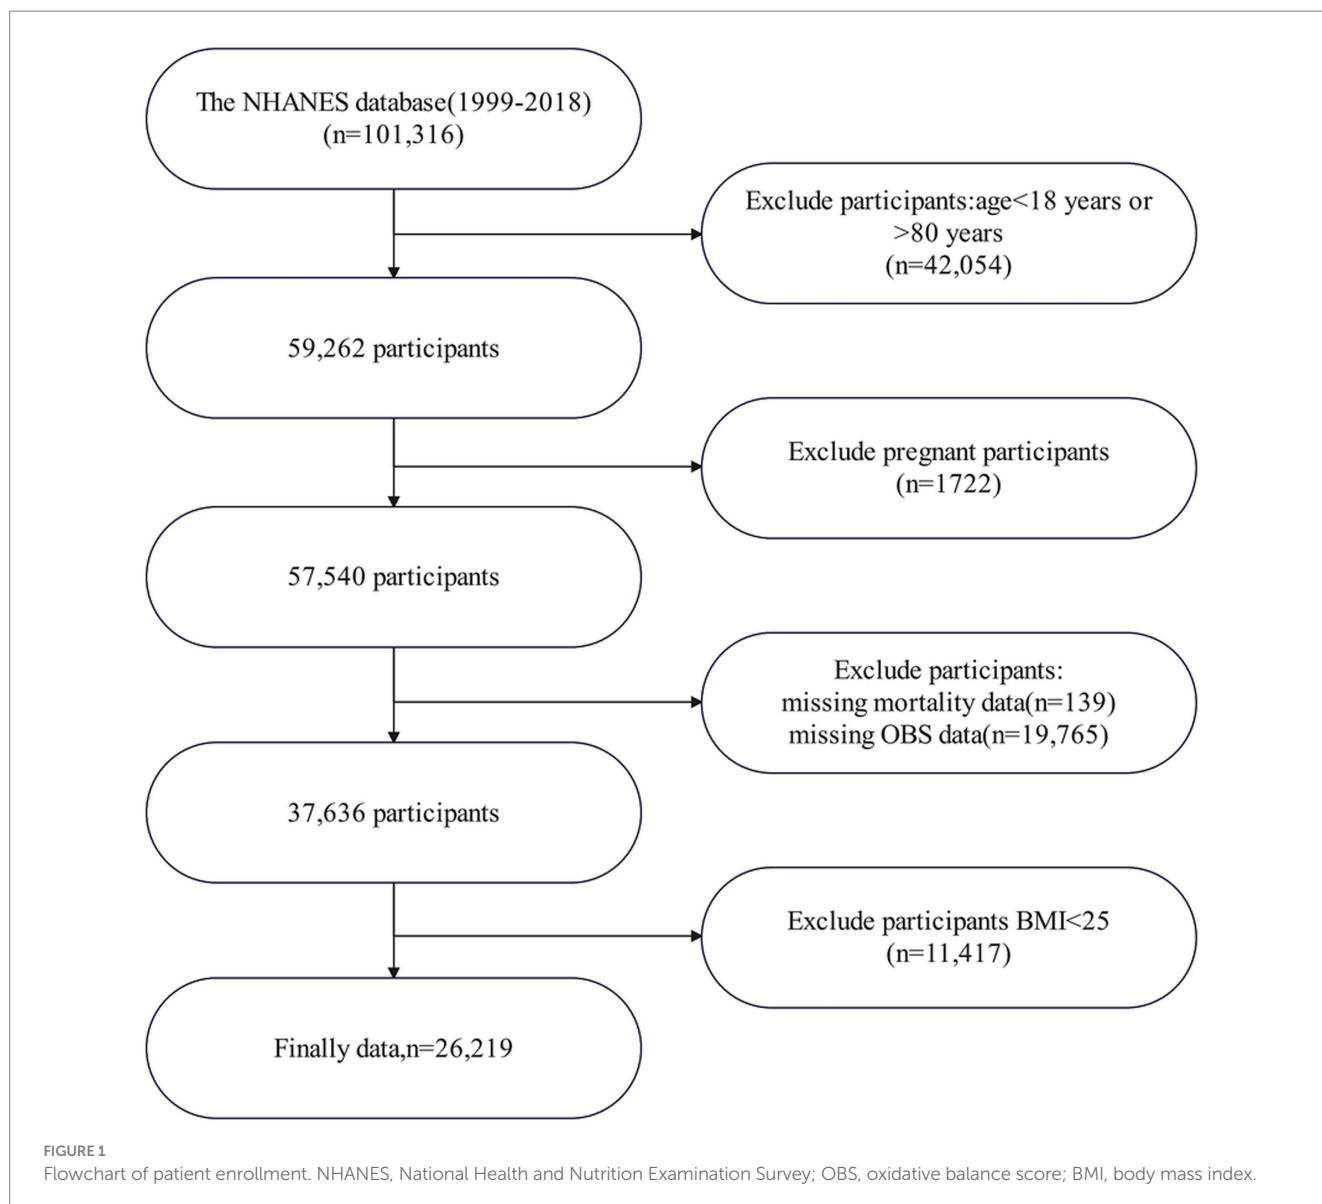 The NHANES database(1999-2018)
(n=101,316)
Exclude participants:age<18 years or
>80 years
(n=42,054)
59,262 participants
Exclude pregnant participants
(n=1722)
57,540 participants
Exclude participants:
missing mortality data(n=139)
missing OBS data(n=19,765)
37,636 participants
Exclude participants BMI<25
(n=11,417)
Finally data,n=26,219
FIGURE 1
Flowchart of patient enrollment. NHANES, National Health and Nutrition Examination Survey; OBS, oxidative balance score; BMI, body mass index.